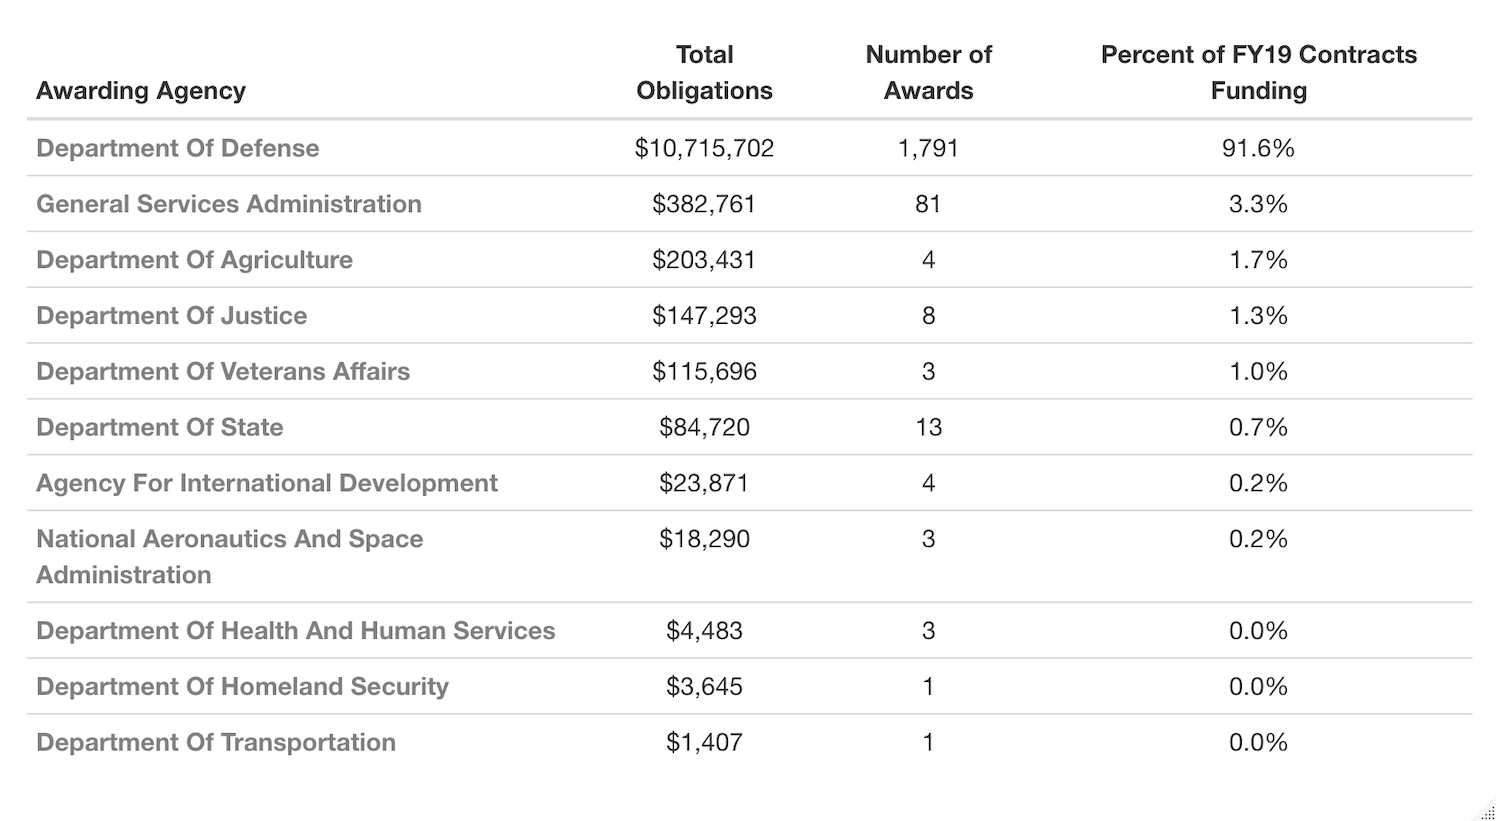 Total Number of Percent of FY19 Contracts
Awarding Agency Obligations Awards Funding
Department Of Defense $10,715,702 1,791 91.6%
General Services Administration $382,761 81 3.3%
Department Of Agriculture $203,431 4 1.7%
Department Of Justice $147,293 8 1.3%
Department Of Veterans Affairs $115,696 3 1.0%
Department Of State $84,720 13 0.7%
Agency For International Development $23,871 4 0.2%
National Aeronautics And Space $18,290 3 0.2%
Administration
Department Of Health And Human Services $4,483 3 0.0%
Department Of Homeland Security $3,645 1 0.0%
Department Of Transportation $1,407 1 0.0%